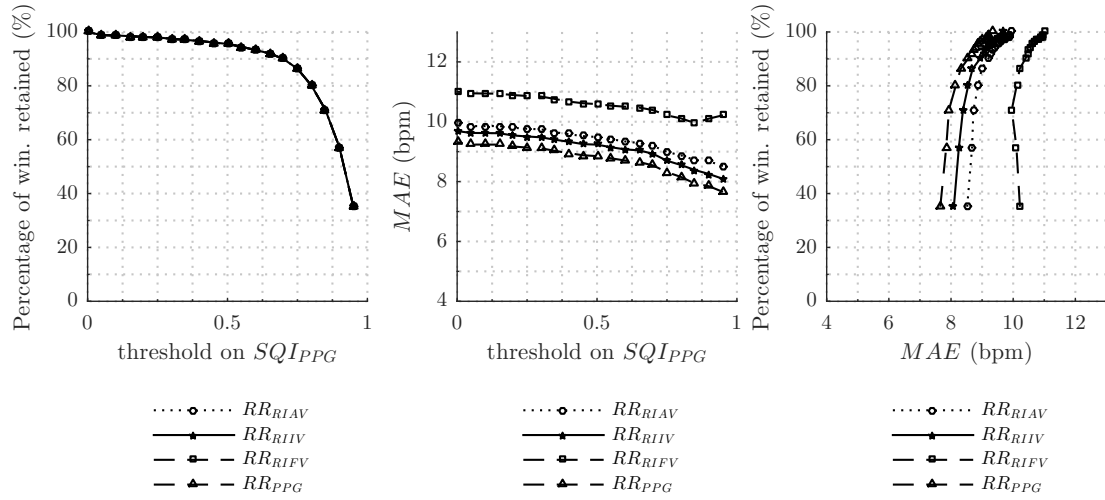 Percentage of win. retained (%)
100
80
60
40
20
0
0
0.5
1
threshold on SQI_PPG
RR_RIAV
RR_RIIV
RR_RIFV
RR_PPG
MAE (bpm)
12
10
8
6
4
0
0.5
1
threshold on SQI_PPG
RR_RIAV
RR_RIIV
RR_RIFV
RR_PPG
Percentage of win. retained (%)
100
80
60
40
20
0
4
6
8
10
12
MAE (bpm)
RR_RIAV
RR_RIIV
RR_RIFV
RR_PPG